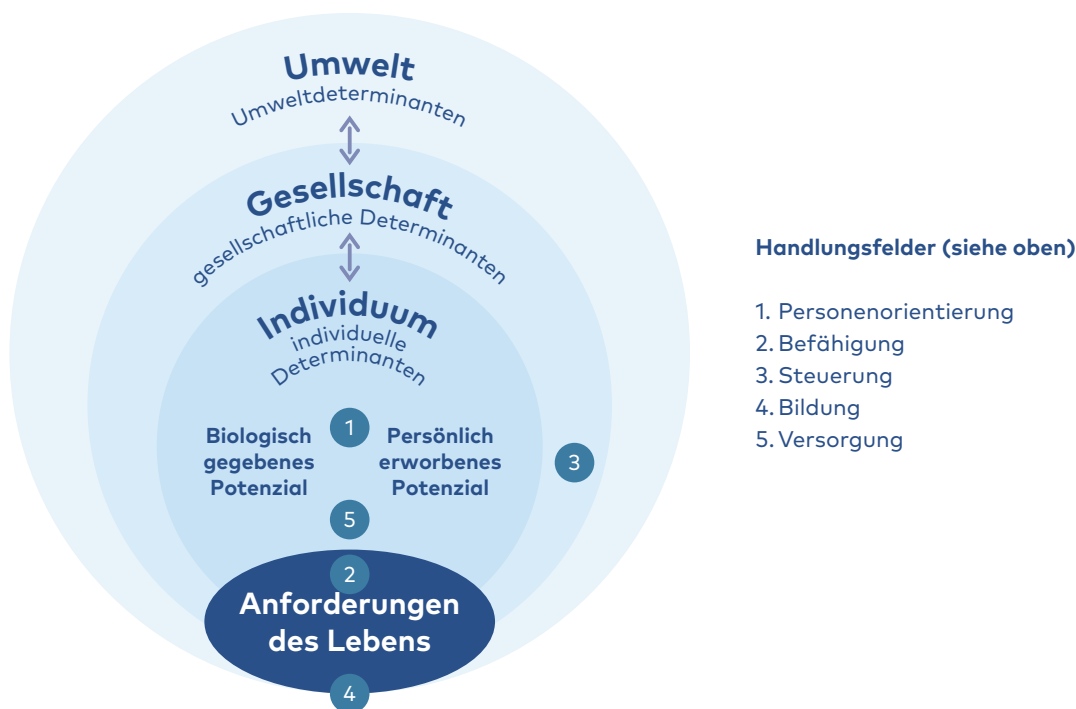 Umwelt
Umweltdeterminanten
Gesellschaft
gesellschaftliche Determinanten
Individuum
individuelle
Determinanten
1
Biologisch
gegebenes
Potenzial
Persönlich
erworbenes
Potenzial
3
5
2
Anforderungen
des Lebens
4
Handlungsfelder (siehe oben)
1. Personenorientierung
2. Befähigung
3. Steuerung
4. Bildung
5. Versorgung